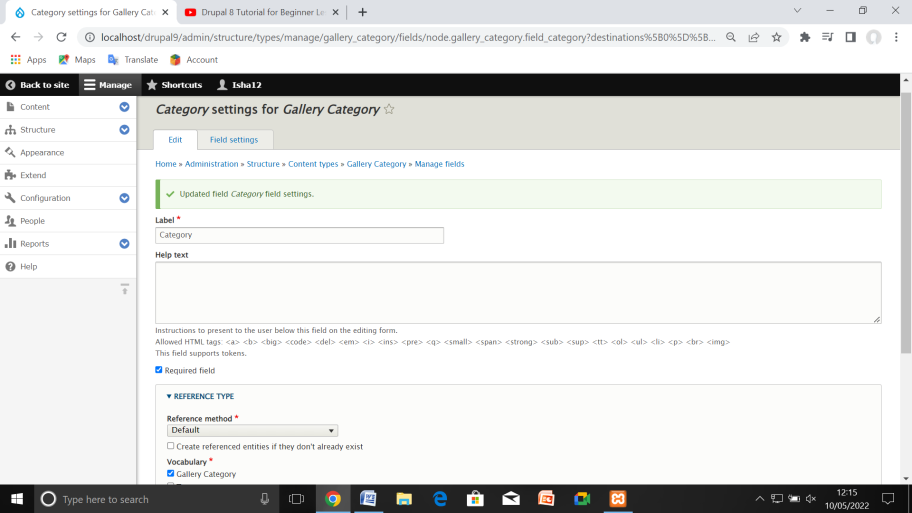 Category settings for Gallery Cate
Drupal 8 Tutorial for Beginner Le
localhost/drupal9/admin/structure/types/manage/gallery_category/fields/node.gallery_category.field_category?destinations%5B0%5D%5B...
Apps Maps Translate Account
Back to site Manage Shortcuts Isha12
Content
Structure
Appearance
Extend
Configuration
People
Reports
Help
Category settings for Gallery Category
Edit Field settings
Home » Administration » Structure » Content types » Gallery Category » Manage fields
Updated field Category field settings.
Label *
Category
Help text
Instructions to present to the user below this field on the editing form.
Allowed HTML tags: <a> <b> <big> <code> <del> <em> <i> <ins> <pre> <q> <small> <span> <strong> <sub> <sup> <tt> <ol> <ul> <li> <p> <br> <img>
This field supports tokens.
Required field
REFERENCE TYPE
Reference method *
Default
Create referenced entities if they don't already exist
Vocabulary *
Gallery Category
Type here to search
12:15
10/05/2022